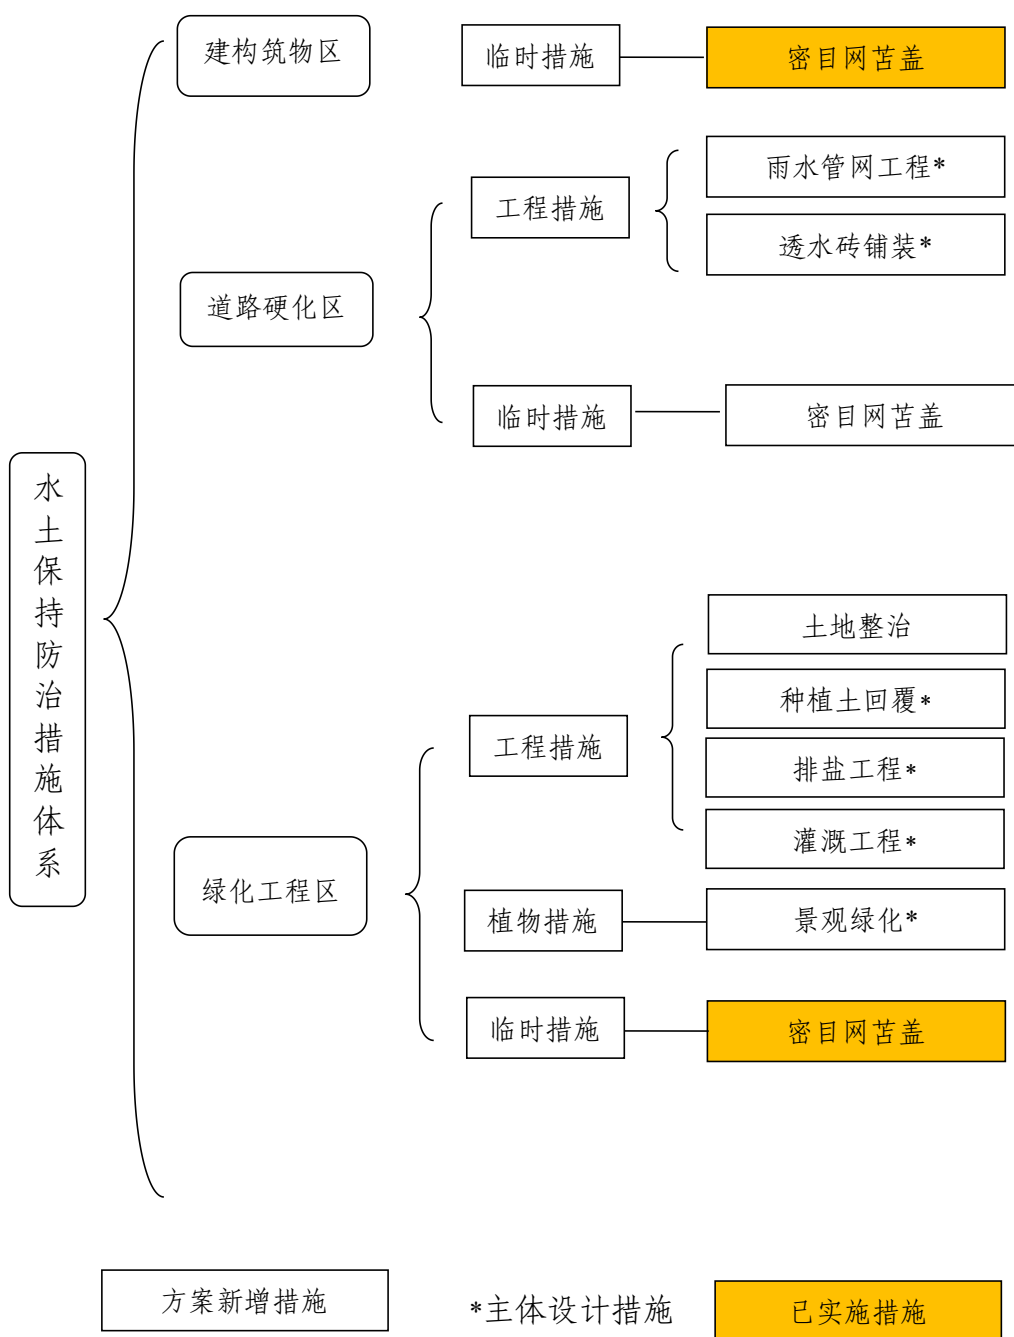 建构筑物区
临时措施
密目网苫盖
雨水管网工程*
工程措施
透水砖铺装*
道路硬化区
临时措施
密目网苫盖
水土保持防治措施体系
土地整治
种植土回覆*
工程措施
排盐工程*
灌溉工程*
绿化工程区
植物措施
景观绿化*
临时措施
密目网苫盖
方案新增措施
*主体设计措施
已实施措施